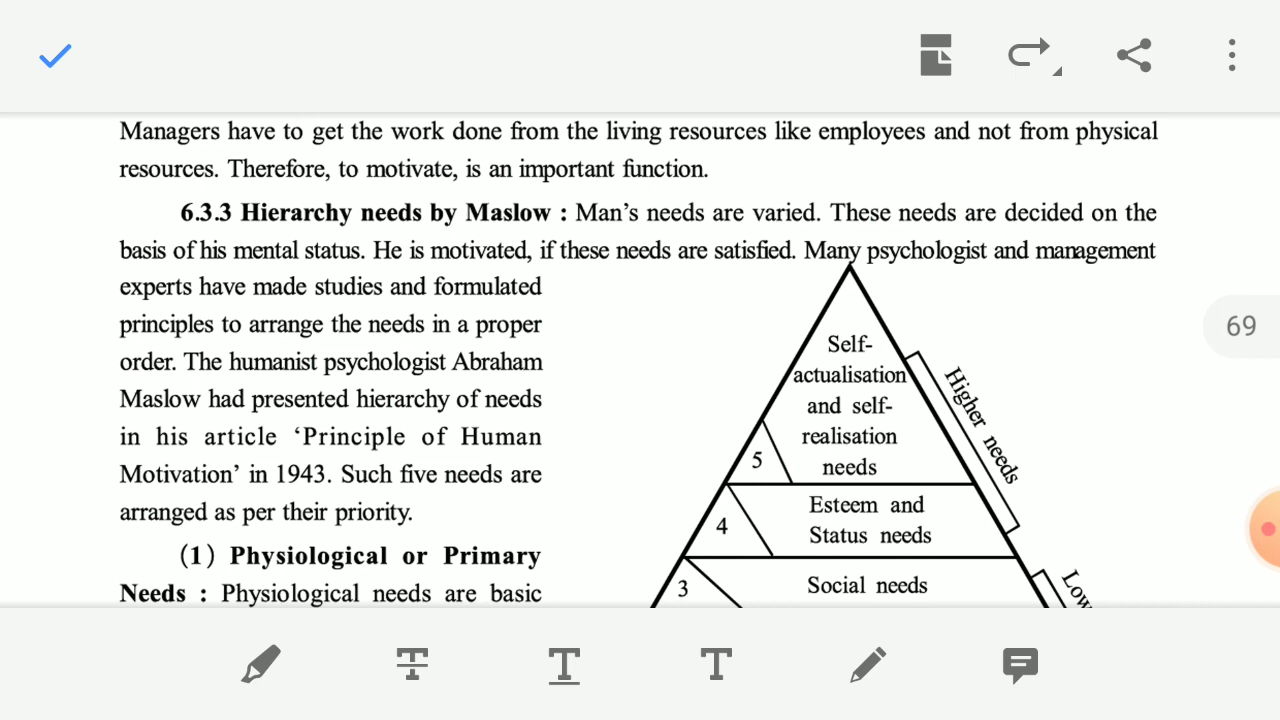 Managers have to get the work done from the living resources like employees and not from physical
resources. Therefore, to motivate, is an important function.
6.3.3 Hierarchy needs by Maslow : Man's needs are varied. These needs are decided on the
basis of his mental status. He is motivated, if these needs are satisfied. Many psychologist and management
experts have made studies and formulated
principles to arrange the needs in a proper
order. The humanist psychologist Abraham
Maslow had presented hierarchy of needs
in his article ‘Principle of Human
Motivation’ in 1943. Such five needs are
arranged as per their priority.
(1) Physiological or Primary
Needs : Physiological needs are basic
Self-
actualisation
and self-
realisation
needs
5
Higher needs
Esteem and
Status needs
4
Social needs
3
69